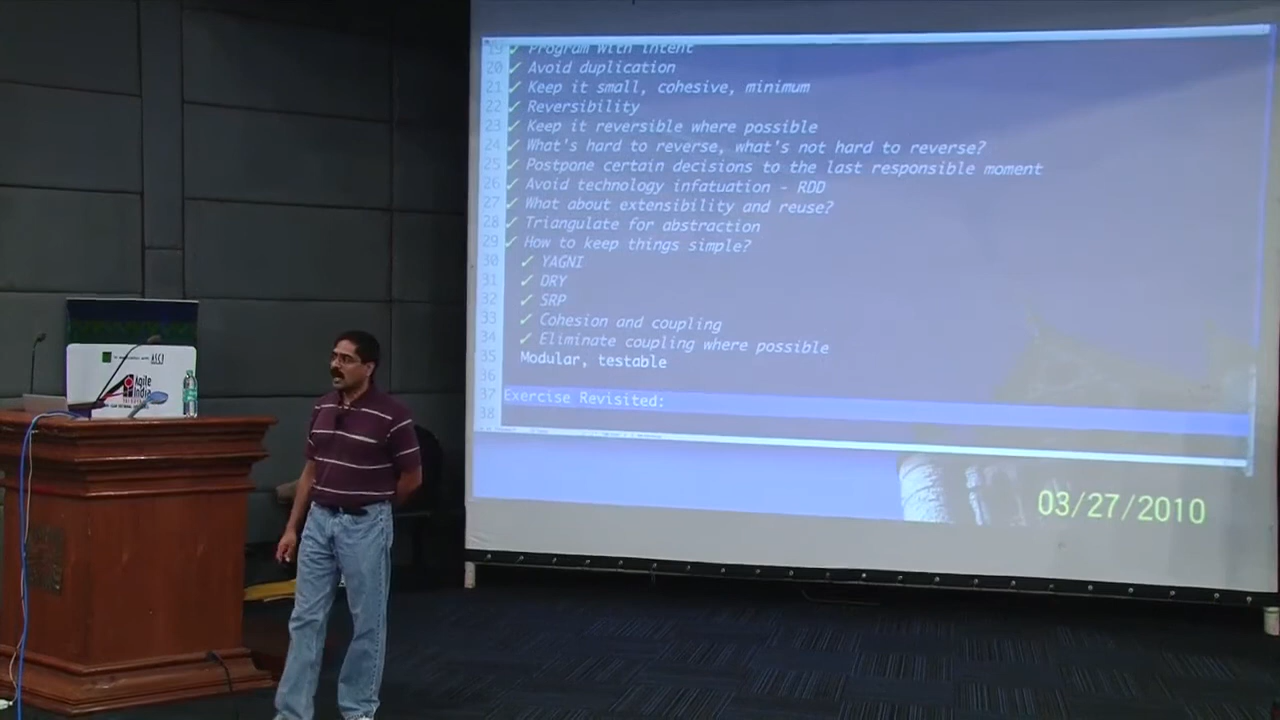 19 ✓ Program with intent
20 ✓ Avoid duplication
21 ✓ Keep it small, cohesive, minimum
22 ✓ Reversibility
23 ✓ Keep it reversible where possible
24 ✓ What's hard to reverse, what's not hard to reverse?
25 ✓ Postpone certain decisions to the last responsible moment
26 ✓ Avoid technology infatuation - RDD
27 ✓ What about extensibility and reuse?
28 ✓ Triangulate for abstraction
29 ✓ How to keep things simple?
30 ✓ YAGNI
31 ✓ DRY
32 ✓ SRP
33 ✓ Cohesion and coupling
34 ✓ Eliminate coupling where possible
35 Modular, testable
36
37 Exercise Revisited:
38
03/27/2010
ASCI
Agile
India